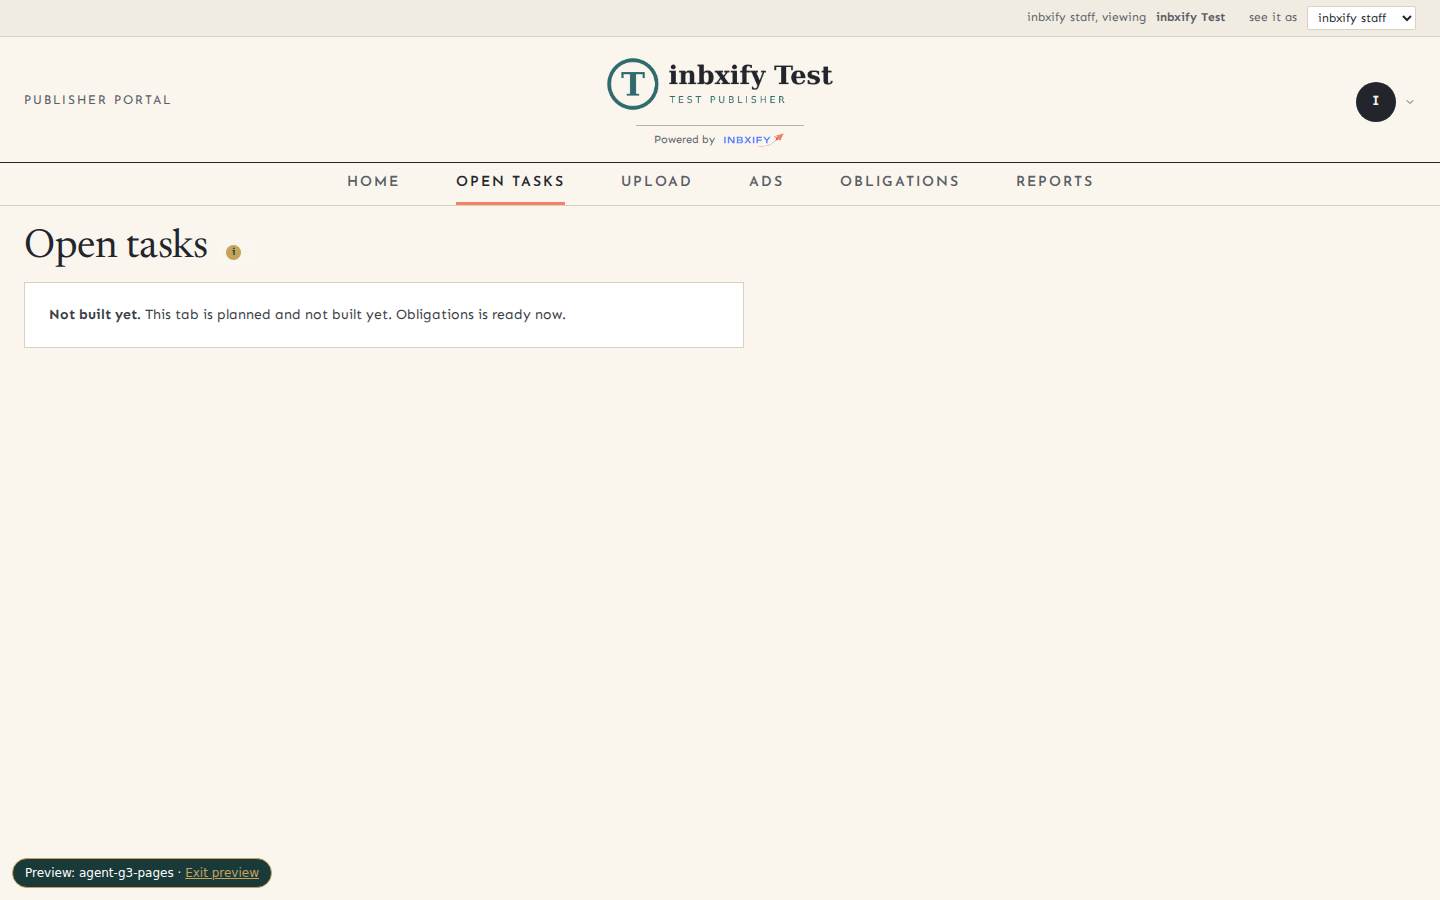 inbxify staff, viewing inbxify Test see it as inbxify staff
PUBLISHER PORTAL
T
inbxify Test
TEST PUBLISHER
Powered by INBXIFY
I
HOME OPEN TASKS UPLOAD ADS OBLIGATIONS REPORTS
Open tasks i
Not built yet. This tab is planned and not built yet. Obligations is ready now.
Preview: agent-g3-pages · Exit preview